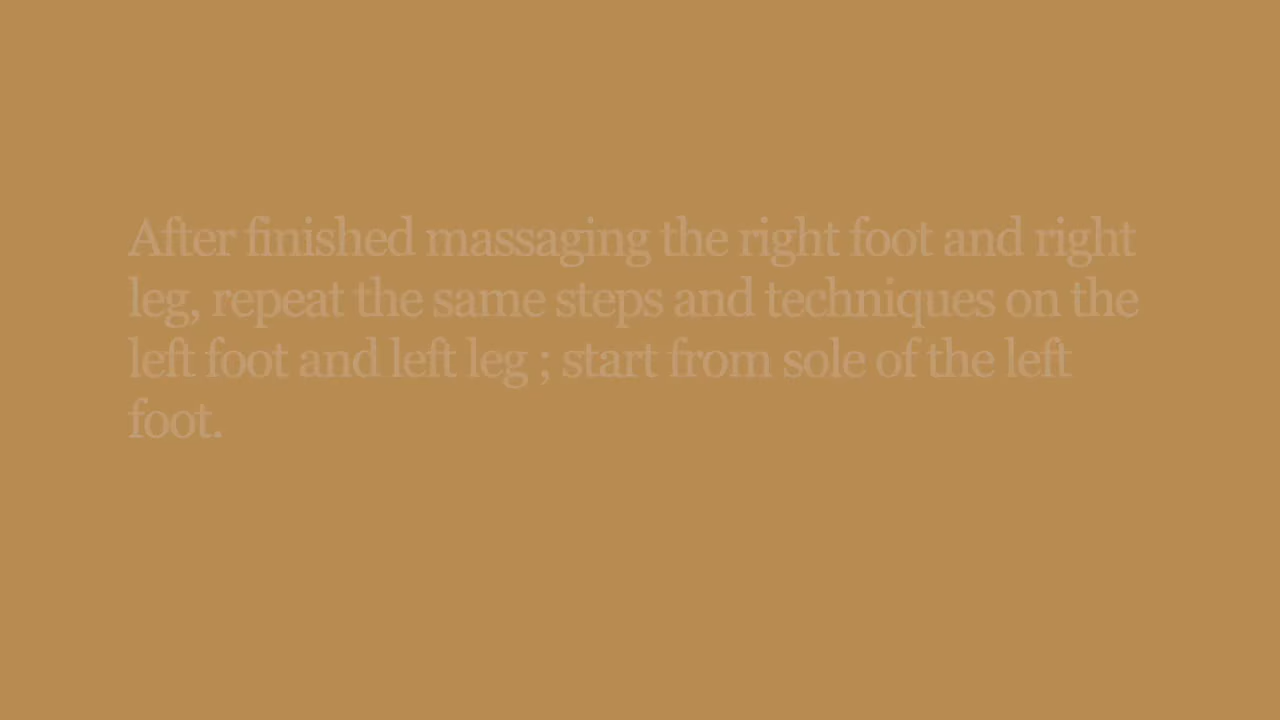 After finished massaging the right foot and right
leg, repeat the same steps and techniques on the
left foot and left leg ; start from sole of the left
foot.